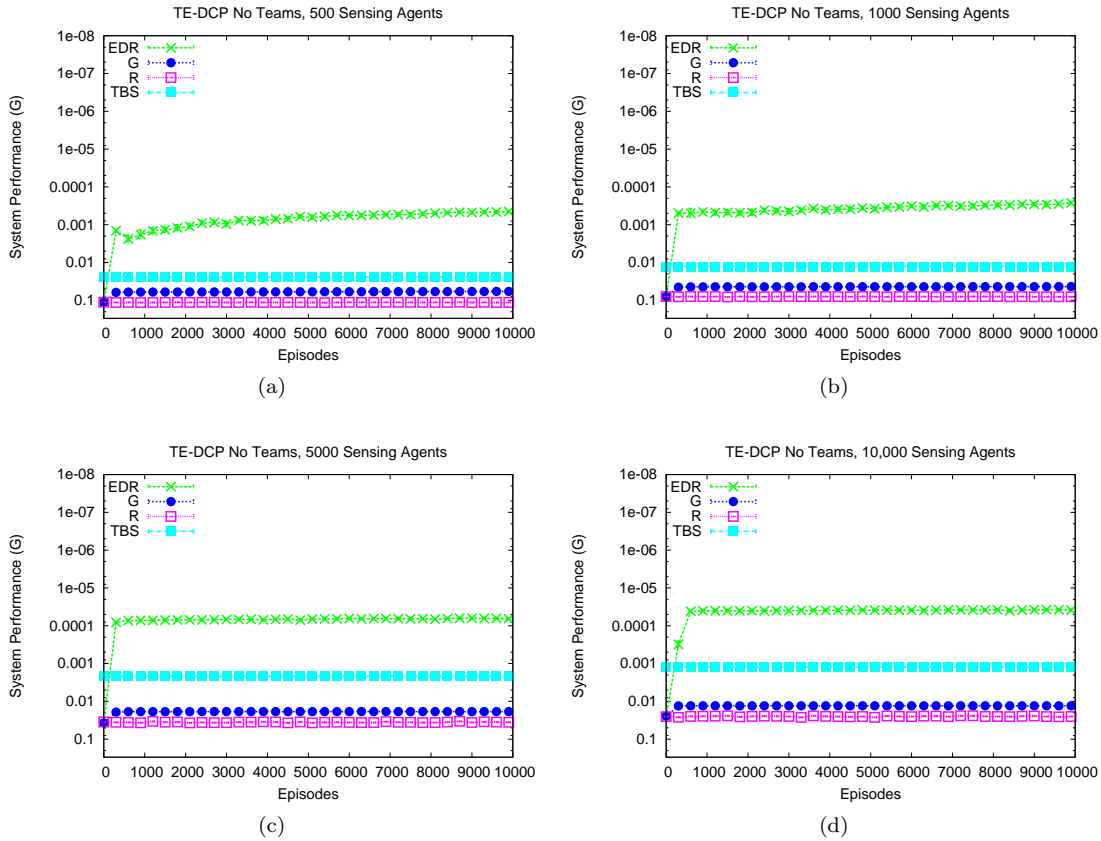 TE-DCP No Teams, 500 Sensing Agents
System Performance (G)
1e-08
1e-07
1e-06
1e-05
0.0001
0.001
0.01
0.1
EDR
G
R
TBS
0 1000 2000 3000 4000 5000 6000 7000 8000 9000 10000
Episodes
(a)
TE-DCP No Teams, 1000 Sensing Agents
System Performance (G)
1e-08
1e-07
1e-06
1e-05
0.0001
0.001
0.01
0.1
EDR
G
R
TBS
0 1000 2000 3000 4000 5000 6000 7000 8000 9000 10000
Episodes
(b)
TE-DCP No Teams, 5000 Sensing Agents
System Performance (G)
1e-08
1e-07
1e-06
1e-05
0.0001
0.001
0.01
0.1
EDR
G
R
TBS
0 1000 2000 3000 4000 5000 6000 7000 8000 9000 10000
Episodes
(c)
TE-DCP No Teams, 10,000 Sensing Agents
System Performance (G)
1e-08
1e-07
1e-06
1e-05
0.0001
0.001
0.01
0.1
EDR
G
R
TBS
0 1000 2000 3000 4000 5000 6000 7000 8000 9000 10000
Episodes
(d)